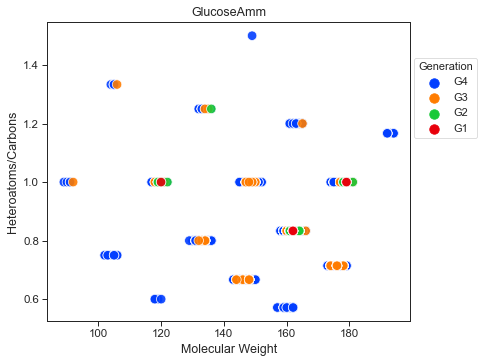 GlucoseAmm
Heteroatoms/Carbons
1.4
1.2
1.0
0.8
0.6
100
120
140
160
180
Molecular Weight
Generation
G4
G3
G2
G1